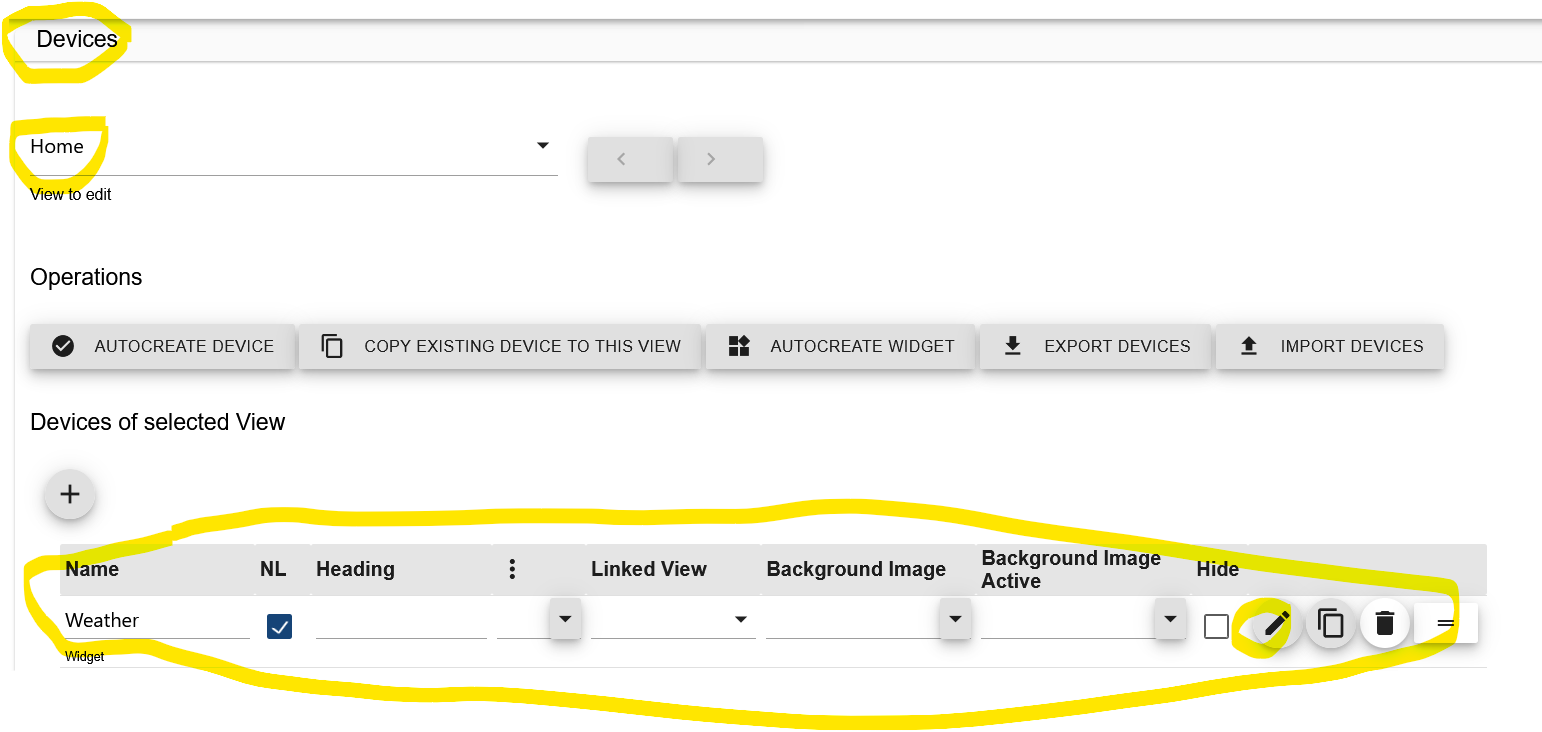 Devices
Home
View to edit
Operations
AUTOCREATE DEVICE COPY EXISTING DEVICE TO THIS VIEW AUTOCREATE WIDGET EXPORT DEVICES IMPORT DEVICES
Devices of selected View
Name NL Heading Linked View Background Image Background Image Active Hide
Weather
Widget